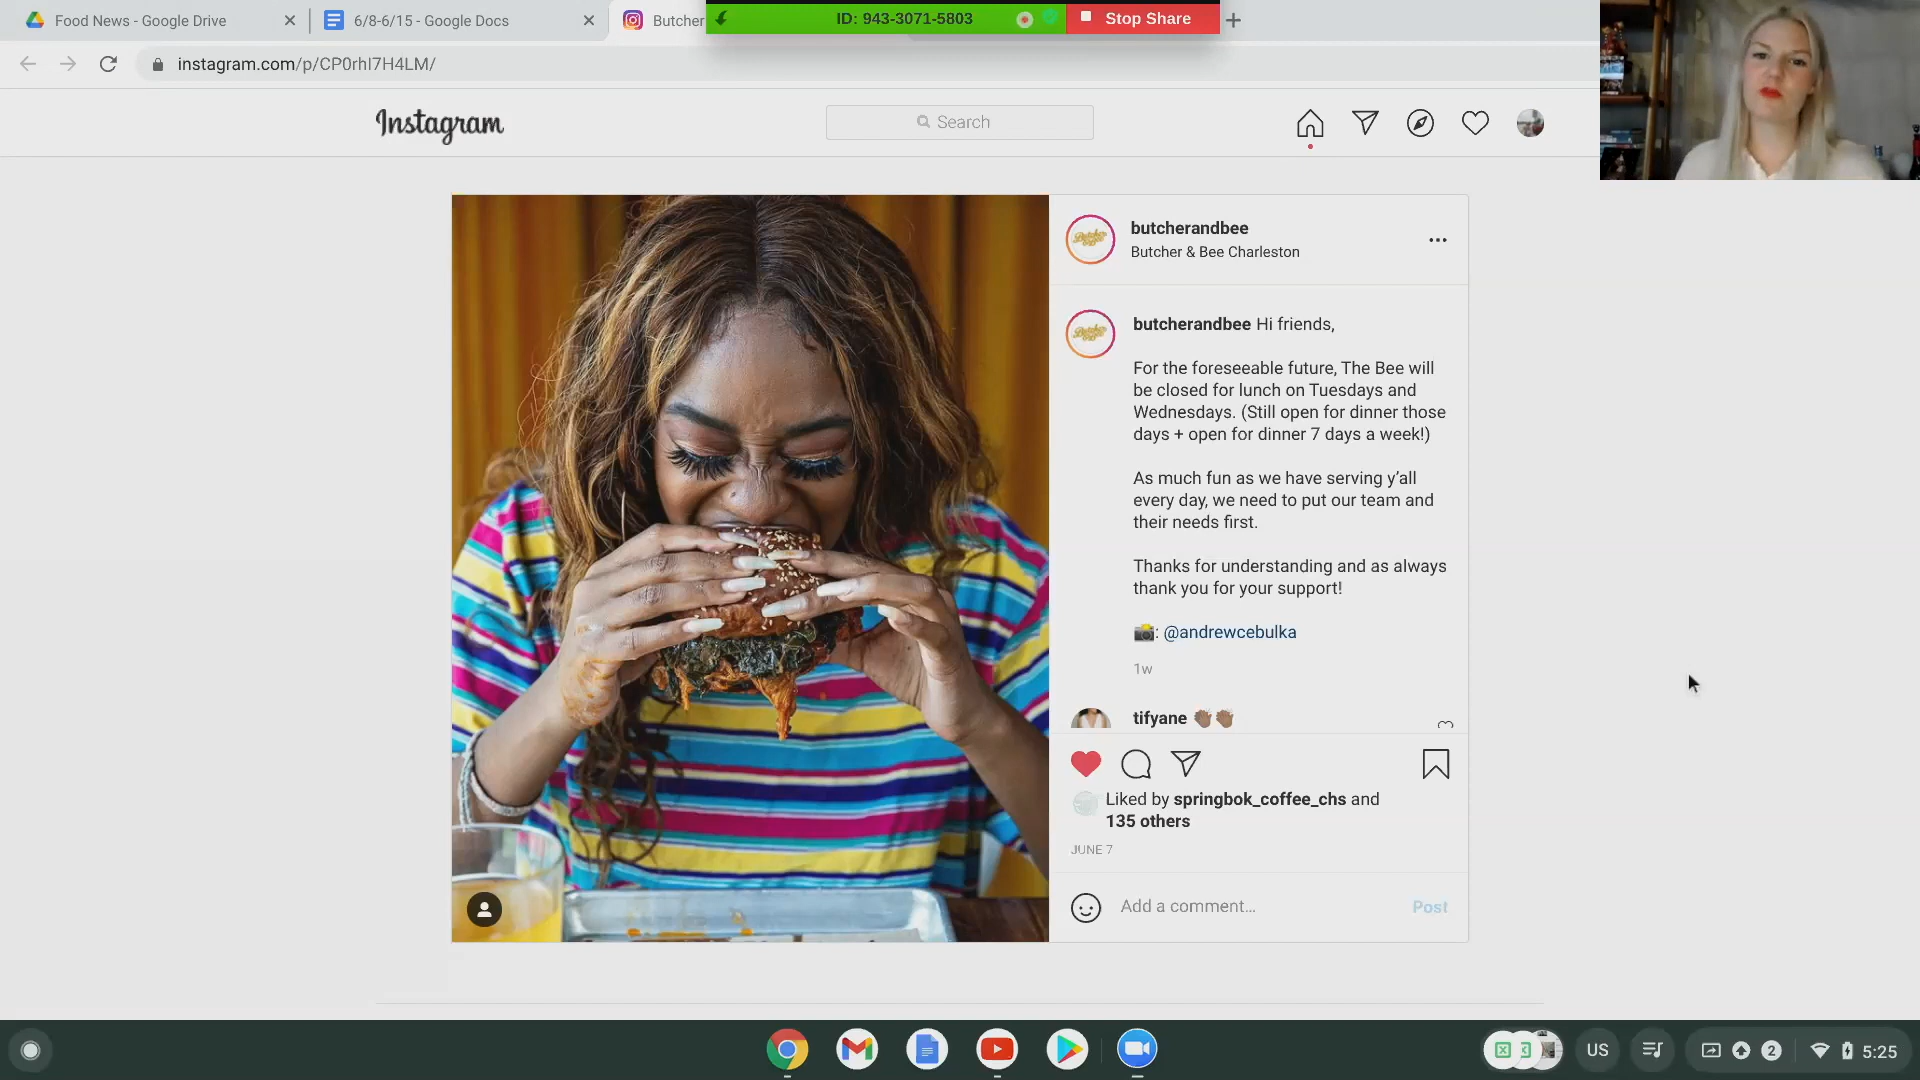 Food News - Google Drive
6/8-6/15 - Google Docs
Butcher
ID: 943-3071-5803
Stop Share
instagram.com/p/CP0rhI7H4LM/
Instagram
Search
butcherandbee
Butcher & Bee Charleston
butcherandbee Hi friends,
For the foreseeable future, The Bee will
be closed for lunch on Tuesdays and
Wednesdays. (Still open for dinner those
days + open for dinner 7 days a week!)
As much fun as we have serving y'all
every day, we need to put our team and
their needs first.
Thanks for understanding and as always
thank you for your support!
📸: @andrewcebulka
1w
tifyane 👏🏽👏🏽
Liked by springbok_coffee_chs and
135 others
JUNE 7
Add a comment...
Post
US
2
5:25